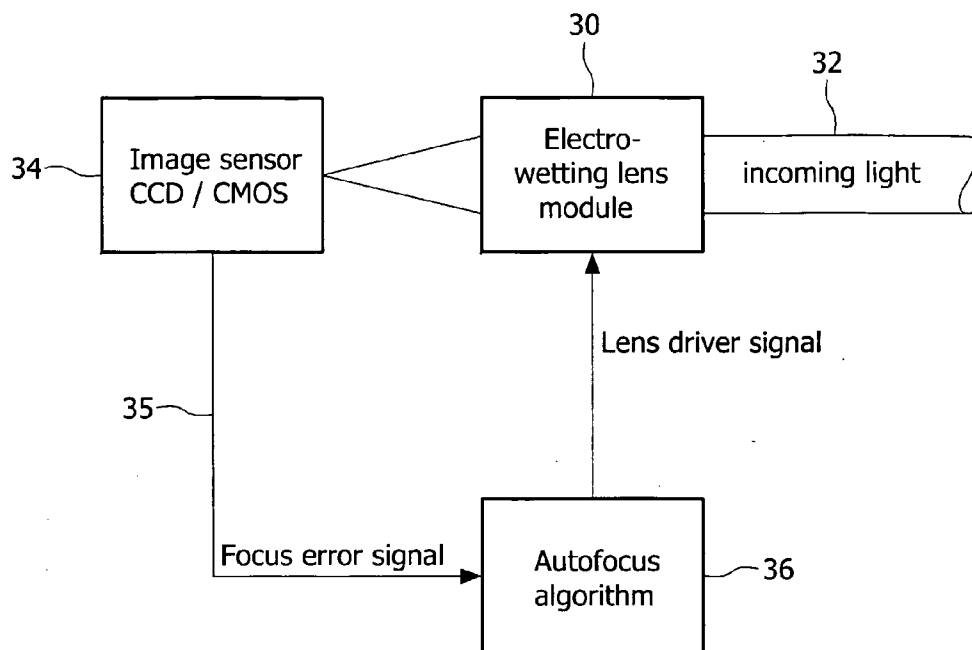 30
32
34
Image sensor
CCD / CMOS
Electro-
wetting lens
module
incoming light
Lens driver signal
35
Focus error signal
Autofocus
algorithm
36